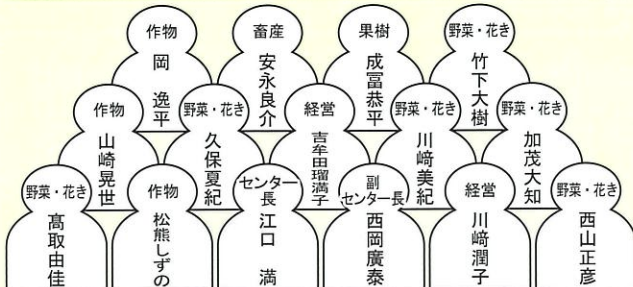 作物
岡 逸平
畜産
安永良介
果樹
成冨恭平
野菜・花き
竹下大樹
作物
山崎晃世
野菜・花き
久保夏紀
経営
吉牟田瑠満子
野菜・花き
川﨑美紀
野菜・花き
加茂大知
野菜・花き
髙取由佳
作物
松熊しずの
センター
長
江口 満
副
センター長
西岡廣泰
経営
川﨑潤子
野菜・花き
西山正彦